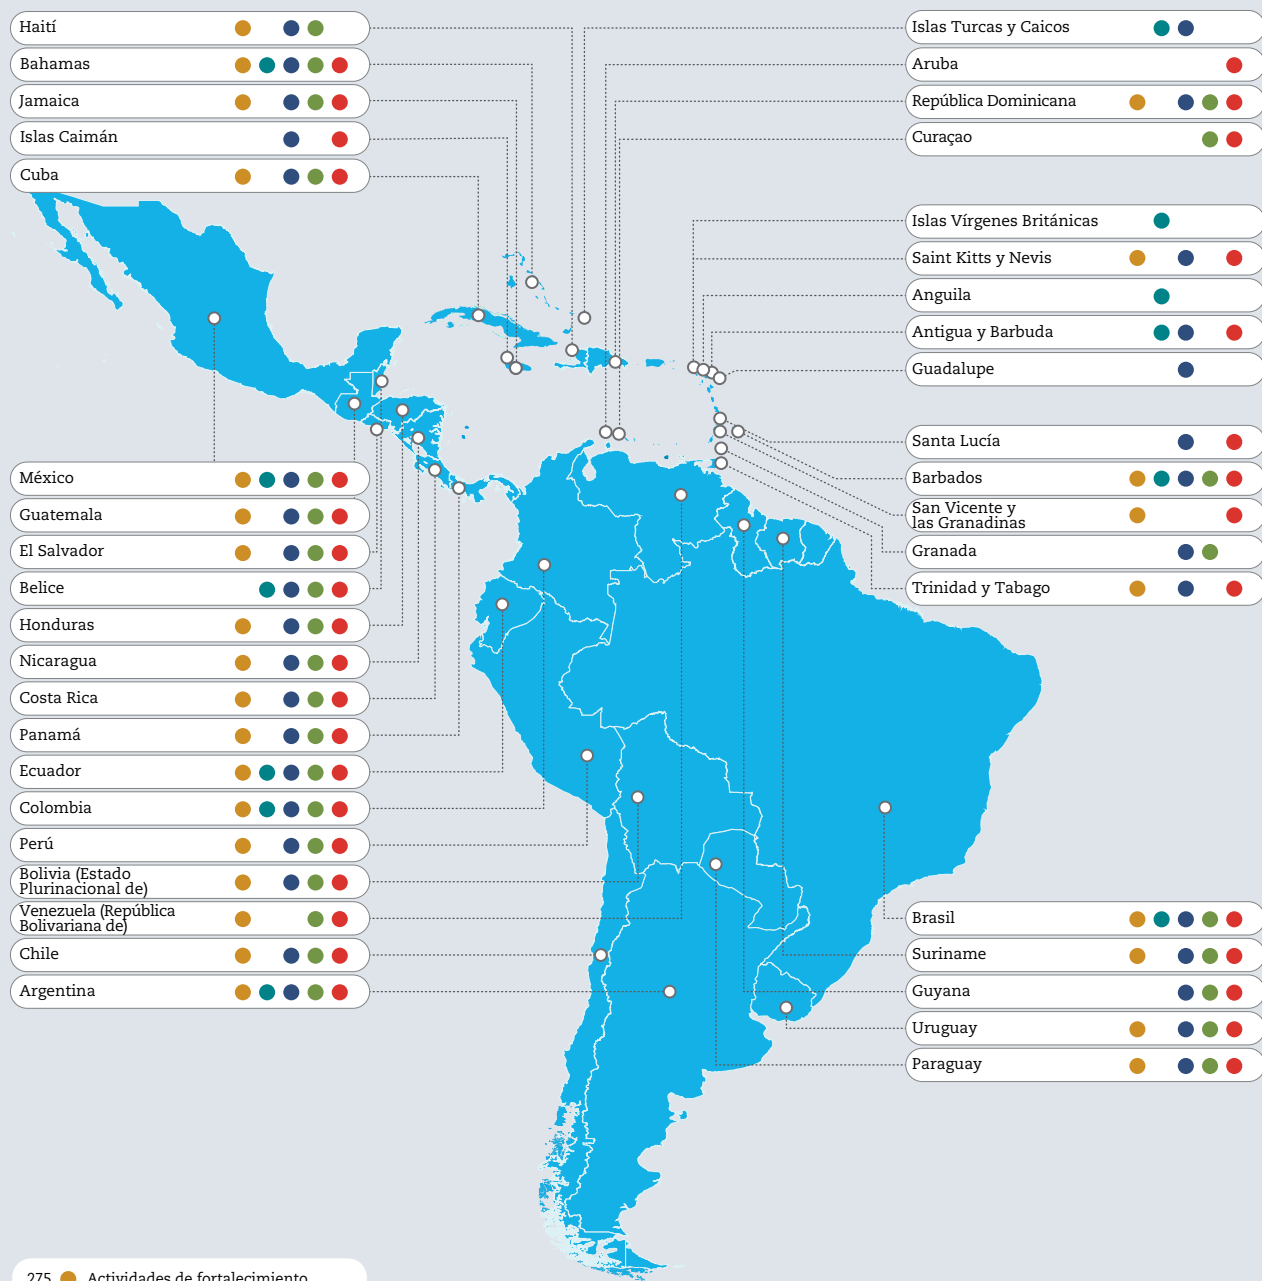 Haití
Bahamas
Jamaica
Islas Caimán
Cuba
Islas Turcas y Caicos
Aruba
República Dominicana
Curaçao
Islas Vírgenes Británicas
Saint Kitts y Nevis
Anguila
Antigua y Barbuda
Guadalupe
Santa Lucía
Barbados
San Vicente y
las Granadinas
Granada
Trinidad y Tabago
México
Guatemala
El Salvador
Belice
Honduras
Nicaragua
Costa Rica
Panamá
Ecuador
Colombia
Perú
Bolivia (Estado
Plurinacional de)
Venezuela (República
Bolivariana de)
Chile
Argentina
Brasil
Suriname
Guyana
Uruguay
Paraguay
275 Actividades de fortalecimiento